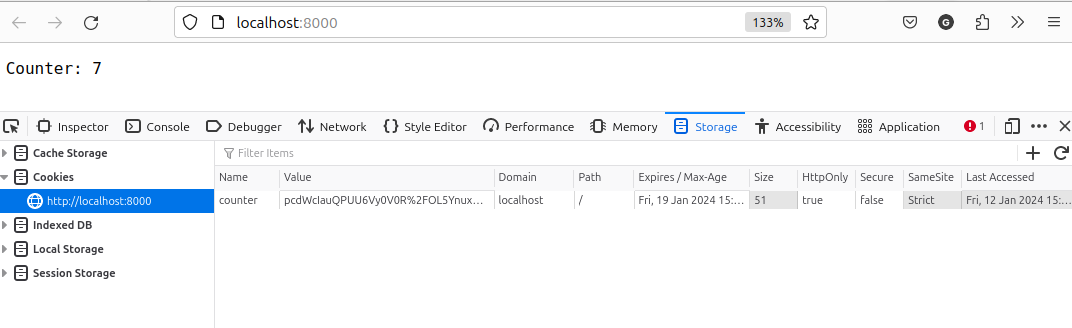 localhost:8000 133% G
Counter: 7
Inspector Console Debugger Network Style Editor Performance Memory Storage Accessibility Application 1
Cache Storage Filter Items
Cookies Name Value Domain Path Expires / Max-Age Size HttpOnly Secure SameSite Last Accessed
http://localhost:8000 counter pcdWcIauQPUU6Vy0V0R%2FOL5Ynux... localhost / Fri, 19 Jan 2024 15:... 51 true false Strict Fri, 12 Jan 2024 15:...
Indexed DB
Local Storage
Session Storage